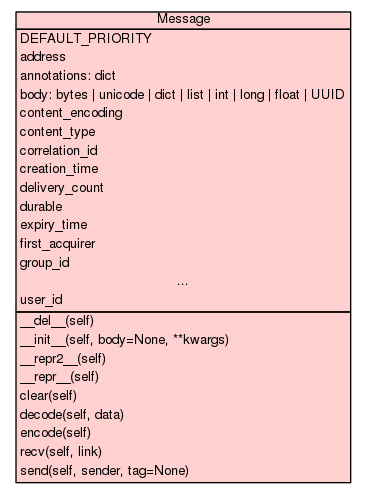 Message
DEFAULT_PRIORITY
address
annotations: dict
body: bytes | unicode | dict | list | int | long | float | UUID
content_encoding
content_type
correlation_id
creation_time
delivery_count
durable
expiry_time
first_acquirer
group_id
...
user_id
__del__(self)
__init__(self, body=None, **kwargs)
__repr2__(self)
__repr__(self)
clear(self)
decode(self, data)
encode(self)
recv(self, link)
send(self, sender, tag=None)